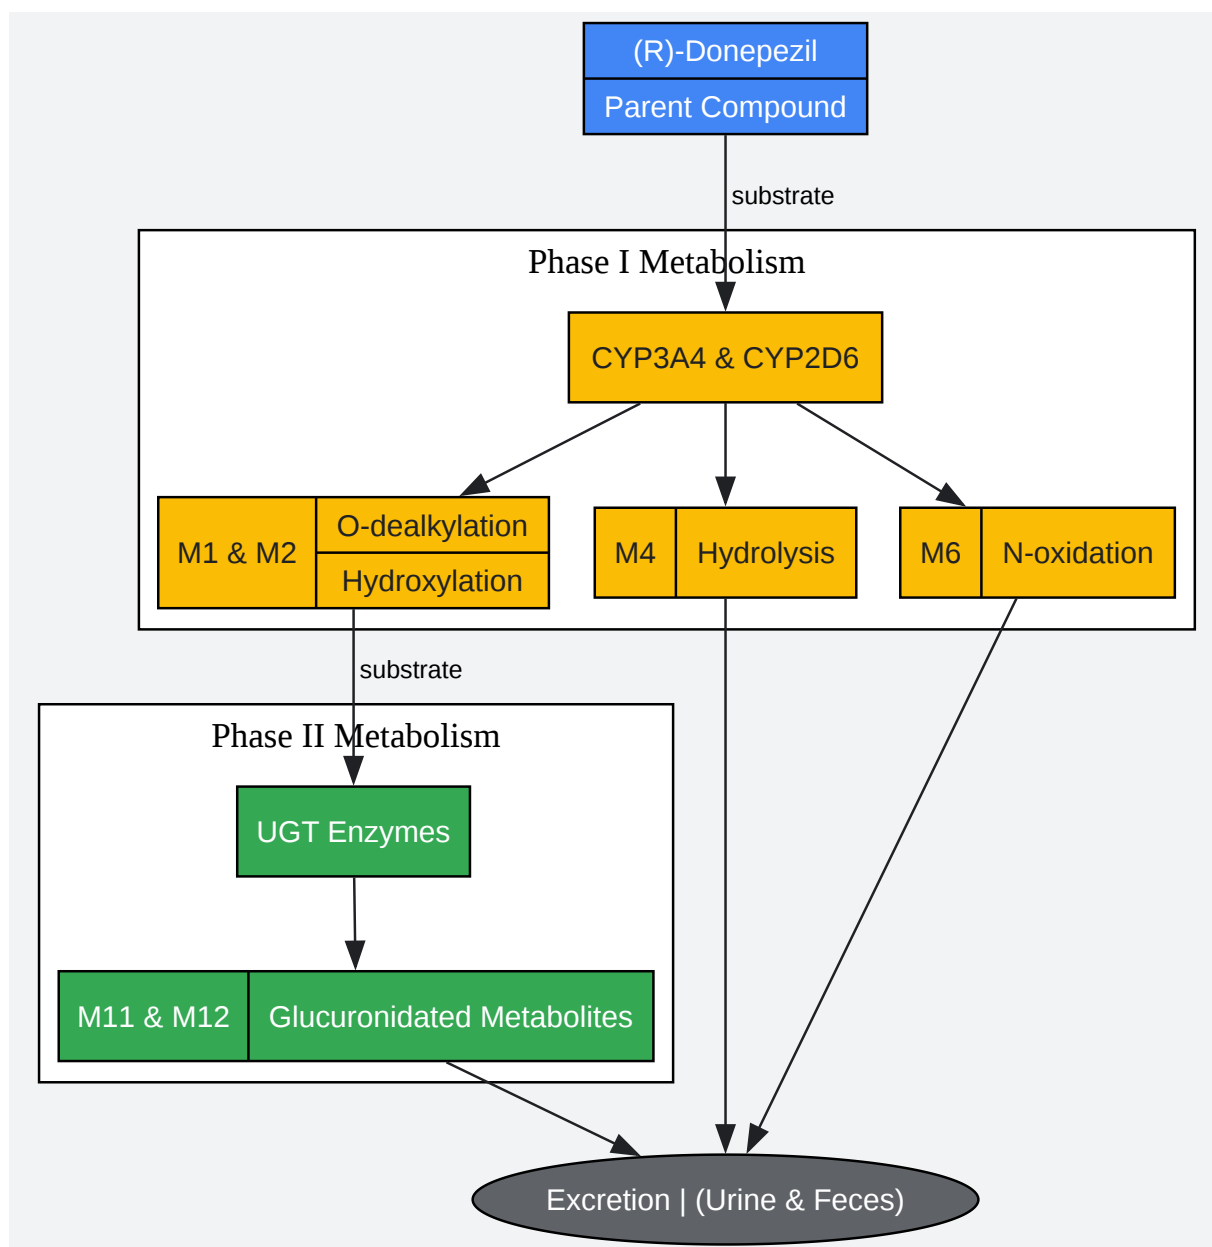 (R)-Donepezil
Parent Compound
substrate
Phase I Metabolism
CYP3A4 & CYP2D6
M1 & M2
O-dealkylation
Hydroxylation
M4
Hydrolysis
M6
N-oxidation
substrate
Phase II Metabolism
UGT Enzymes
M11 & M12
Glucuronidated Metabolites
Excretion | (Urine & Feces)